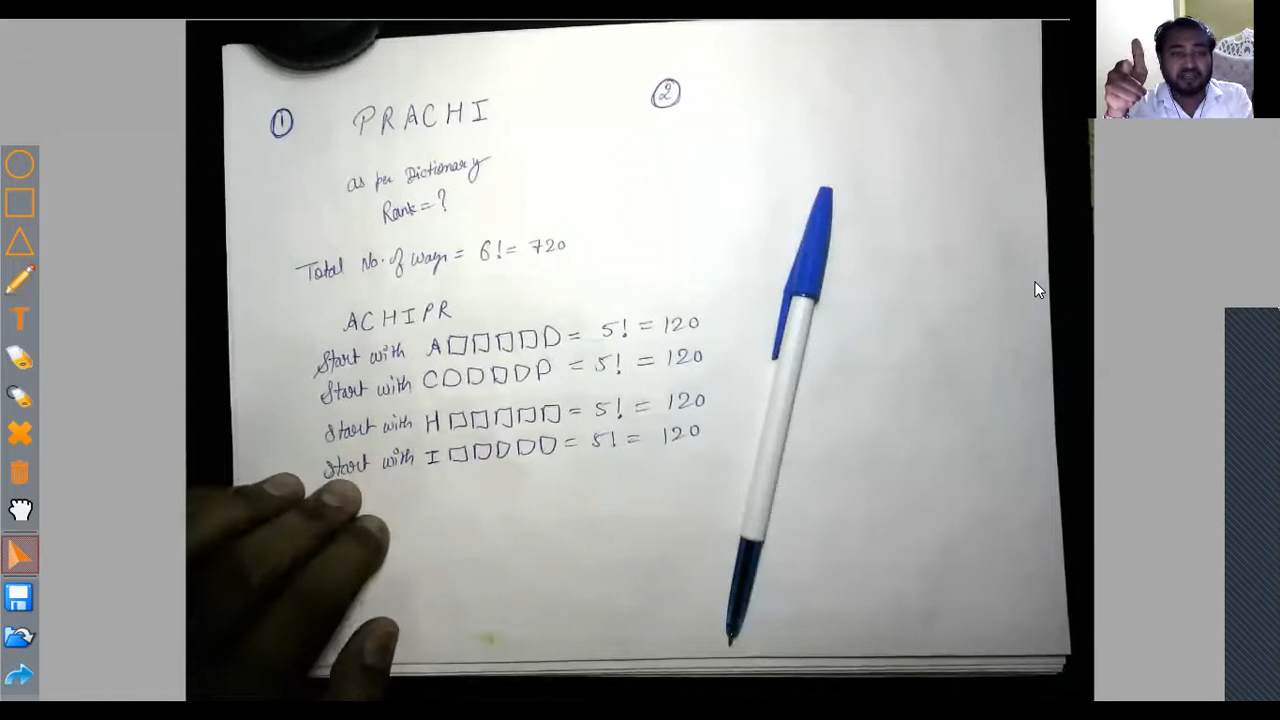 ① PRACHI
as per Dictionary
Rank = ?
Total No. of ways = 6! = 720
ACHIPR
Start with A□□□□□ = 5! = 120
Start with C□□□□□ = 5! = 120
Start with H□□□□□ = 5! = 120
Start with I□□□□□ = 5! = 120
②
T